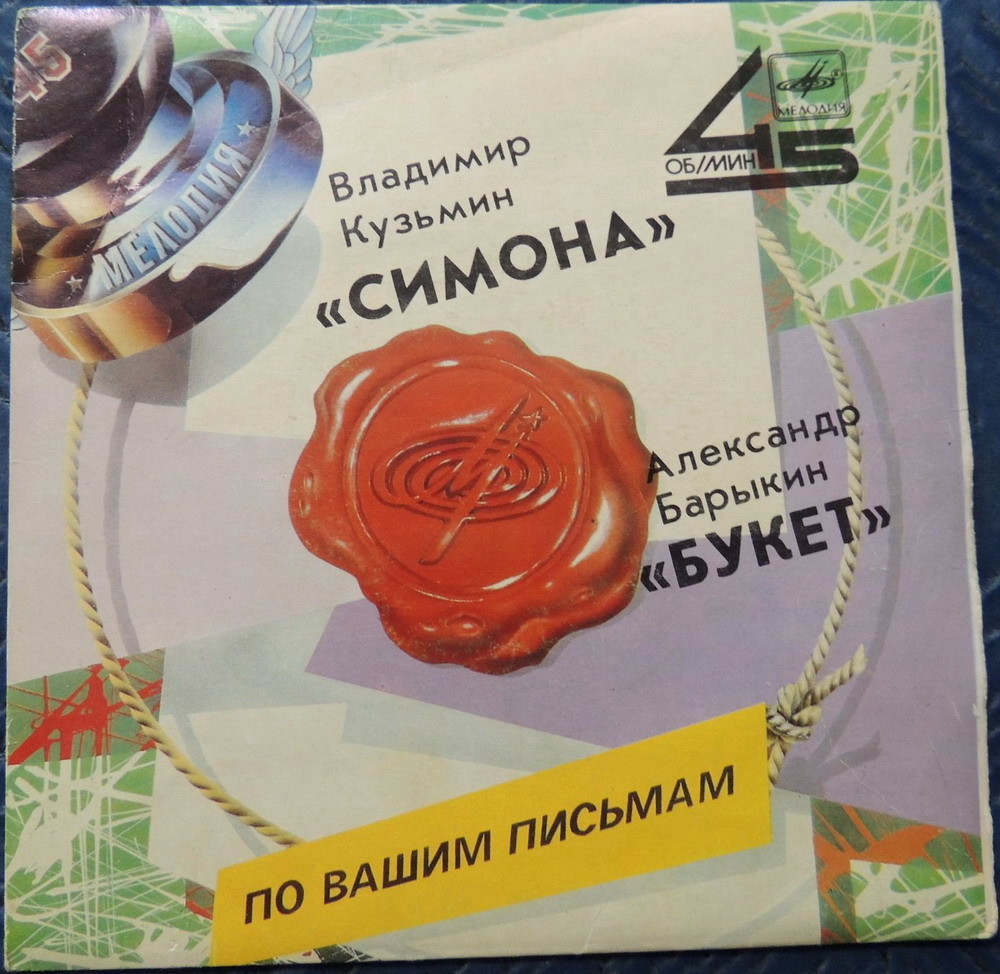 45
МЕЛОДИЯ
45
МЕЛОДИЯ
ОБ/МИН
Владимир
Кузьмин
«СИМОНА»
Александр
Барыкин
«БУКЕТ»
ПО ВАШИМ ПИСЬМАМ